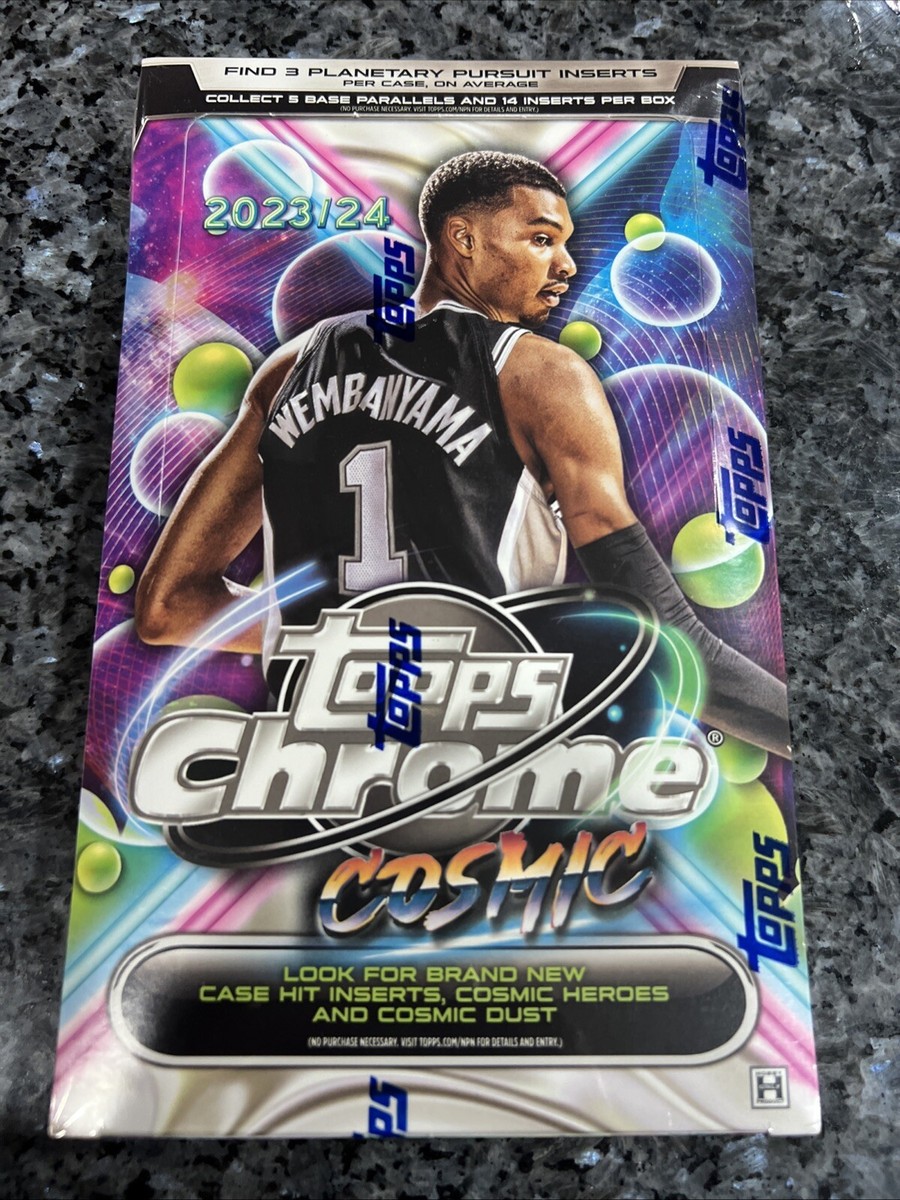 FIND 3 PLANETARY PURSUIT INSERTS
PER CASE, ON AVERAGE
COLLECT 5 BASE PARALLELS AND 14 INSERTS PER BOX
(NO PURCHASE NECESSARY. VISIT TOPPS.COM/NPN FOR DETAILS AND ENTRY.)
topps
2023/24
topps
WEMBANYAMA
1
topps
topps
Chrome®
topps
COSMIC
topps
LOOK FOR BRAND NEW
CASE HIT INSERTS, COSMIC HEROES
AND COSMIC DUST
(NO PURCHASE NECESSARY. VISIT TOPPS.COM/NPN FOR DETAILS AND ENTRY.)
HOBBY
H
topps